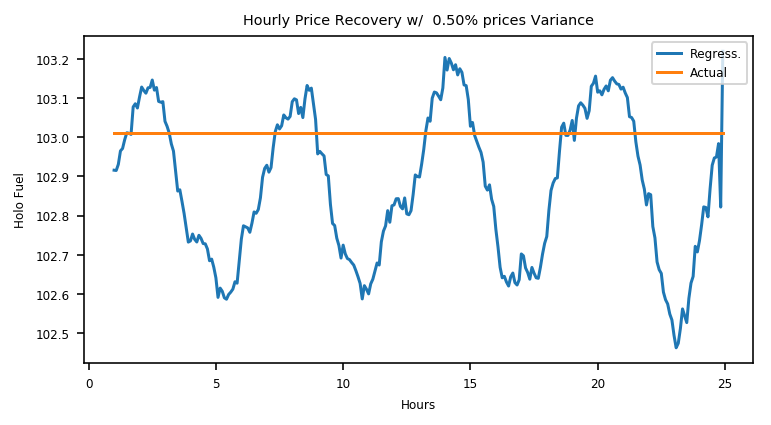 Hourly Price Recovery w/  0.50% prices Variance
Regress.
Actual
103.2
103.1
103.0
102.9
102.8
102.7
102.6
102.5
Holo Fuel
0 5 10 15 20 25
Hours